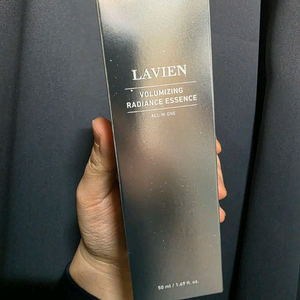 LAVIEN
VOLUMIZING
RADIANCE ESSENCE
ALL IN ONE
50 ml / 1.69 fl. oz.